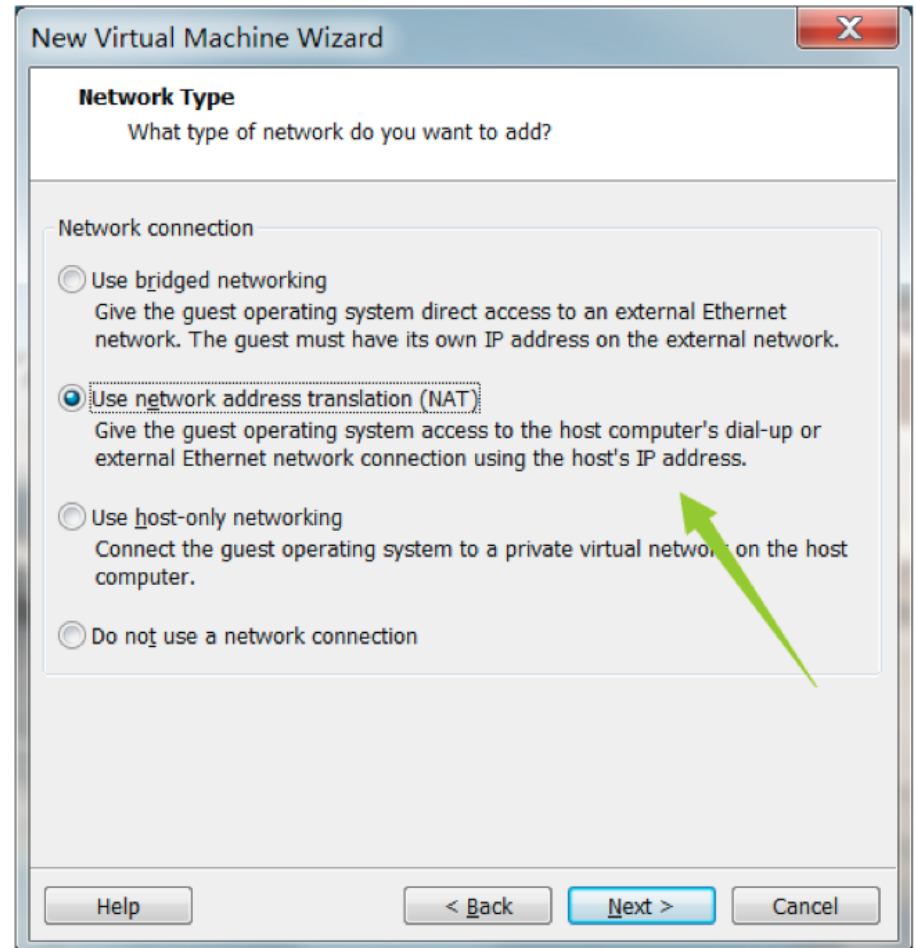 New Virtual Machine Wizard
X
Network Type
What type of network do you want to add?
Network connection
Use bridged networking
Give the guest operating system direct access to an external Ethernet
network. The guest must have its own IP address on the external network.
Use network address translation (NAT)
Give the guest operating system access to the host computer's dial-up or
external Ethernet network connection using the host's IP address.
Use host-only networking
Connect the guest operating system to a private virtual network on the host
computer.
Do not use a network connection
Help
< Back
Next >
Cancel